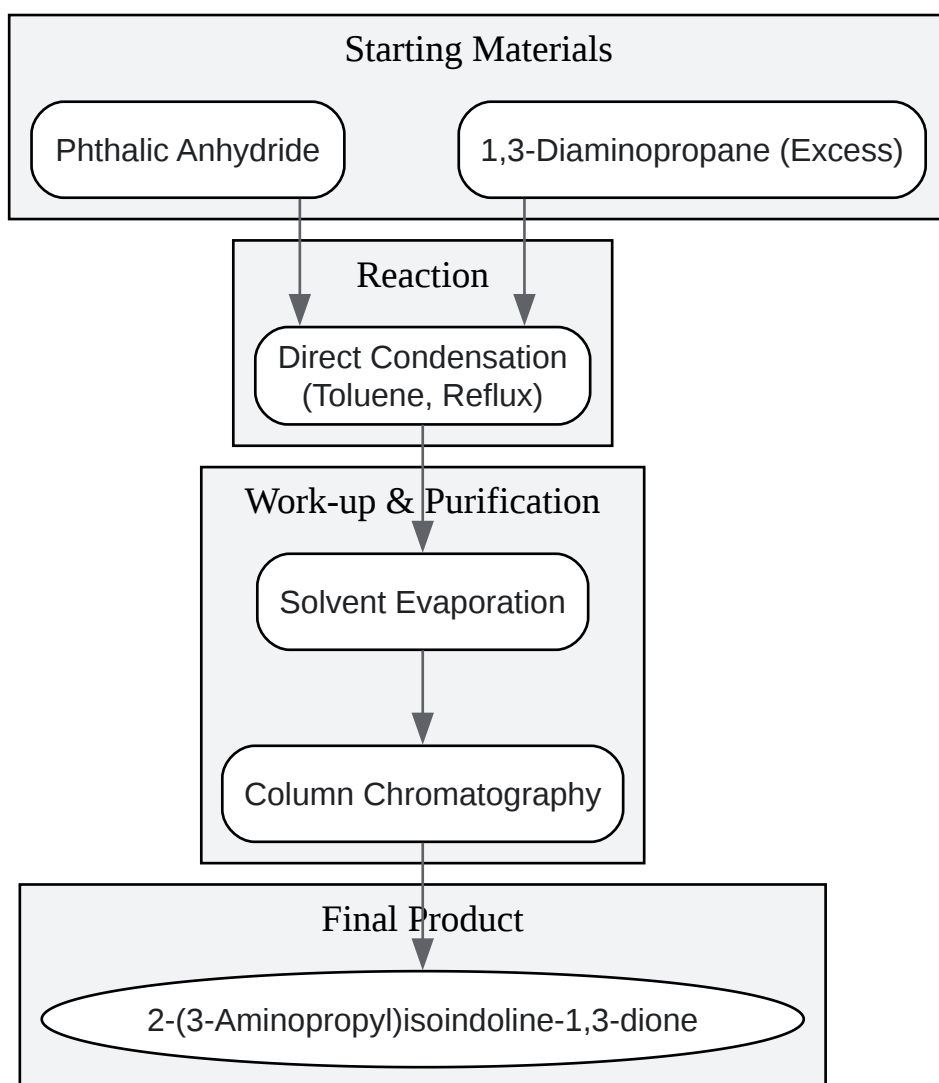 Starting Materials
Phthalic Anhydride
1,3-Diaminopropane (Excess)
Reaction
Direct Condensation
(Toluene, Reflux)
Work-up & Purification
Solvent Evaporation
Column Chromatography
Final Product
2-(3-Aminopropyl)isoindoline-1,3-dione